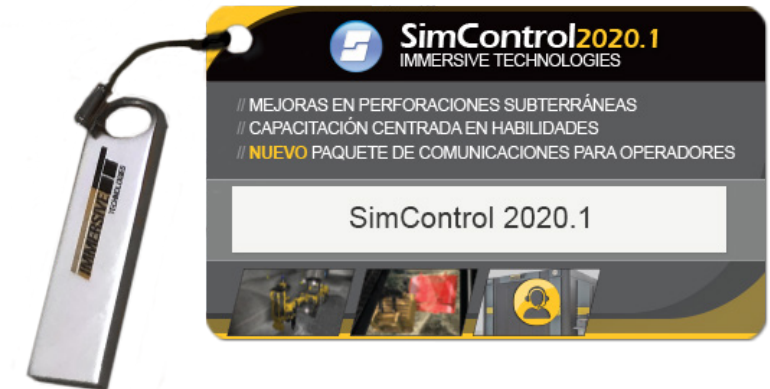 SimControl2020.1
IMMERSIVE TECHNOLOGIES
// MEJORAS EN PERFORACIONES SUBTERRÁNEAS
// CAPACITACIÓN CENTRADA EN HABILIDADES
// NUEVO PAQUETE DE COMUNICACIONES PARA OPERADORES
SimControl 2020.1
IMMERSIVE
TECHNOLOGIES